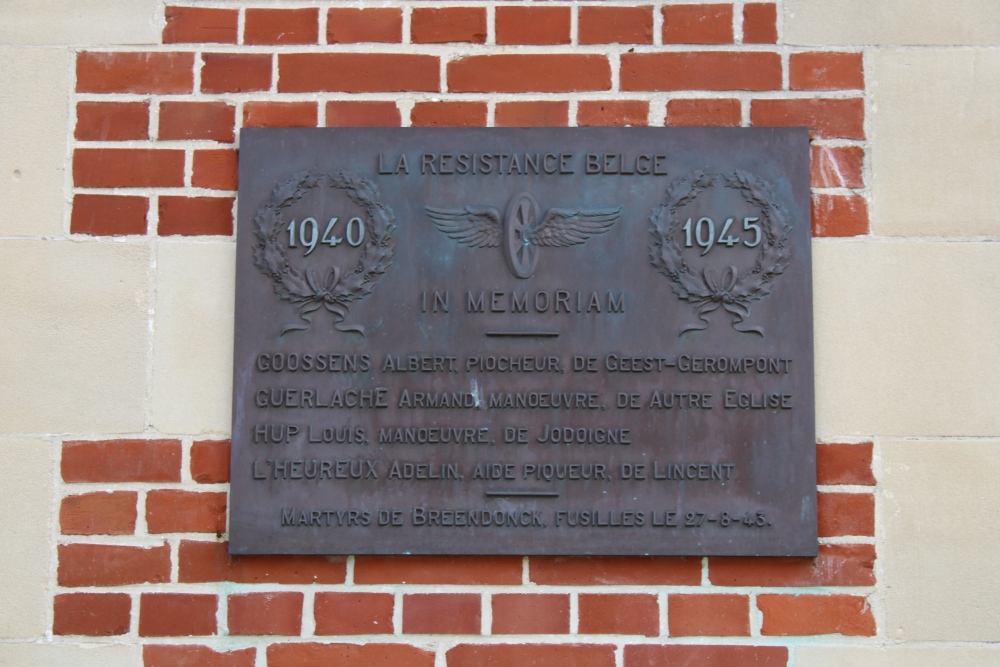 LA RESISTANCE BELGE
1940 1945
IN MEMORIAM
GOOSSENS ALBERT, PIOCHEUR, DE GEEST-GEROMPONT
GUERLACHE ARMAND, MANOEUVRE, DE AUTRE EGLISE
HUP LOUIS, MANOEUVRE, DE JODOIGNE
L'HEUREUX ADELIN, AIDE PIQUEUR, DE LINCENT
MARTYRS DE BREENDONCK, FUSILLES LE 27-8-43.